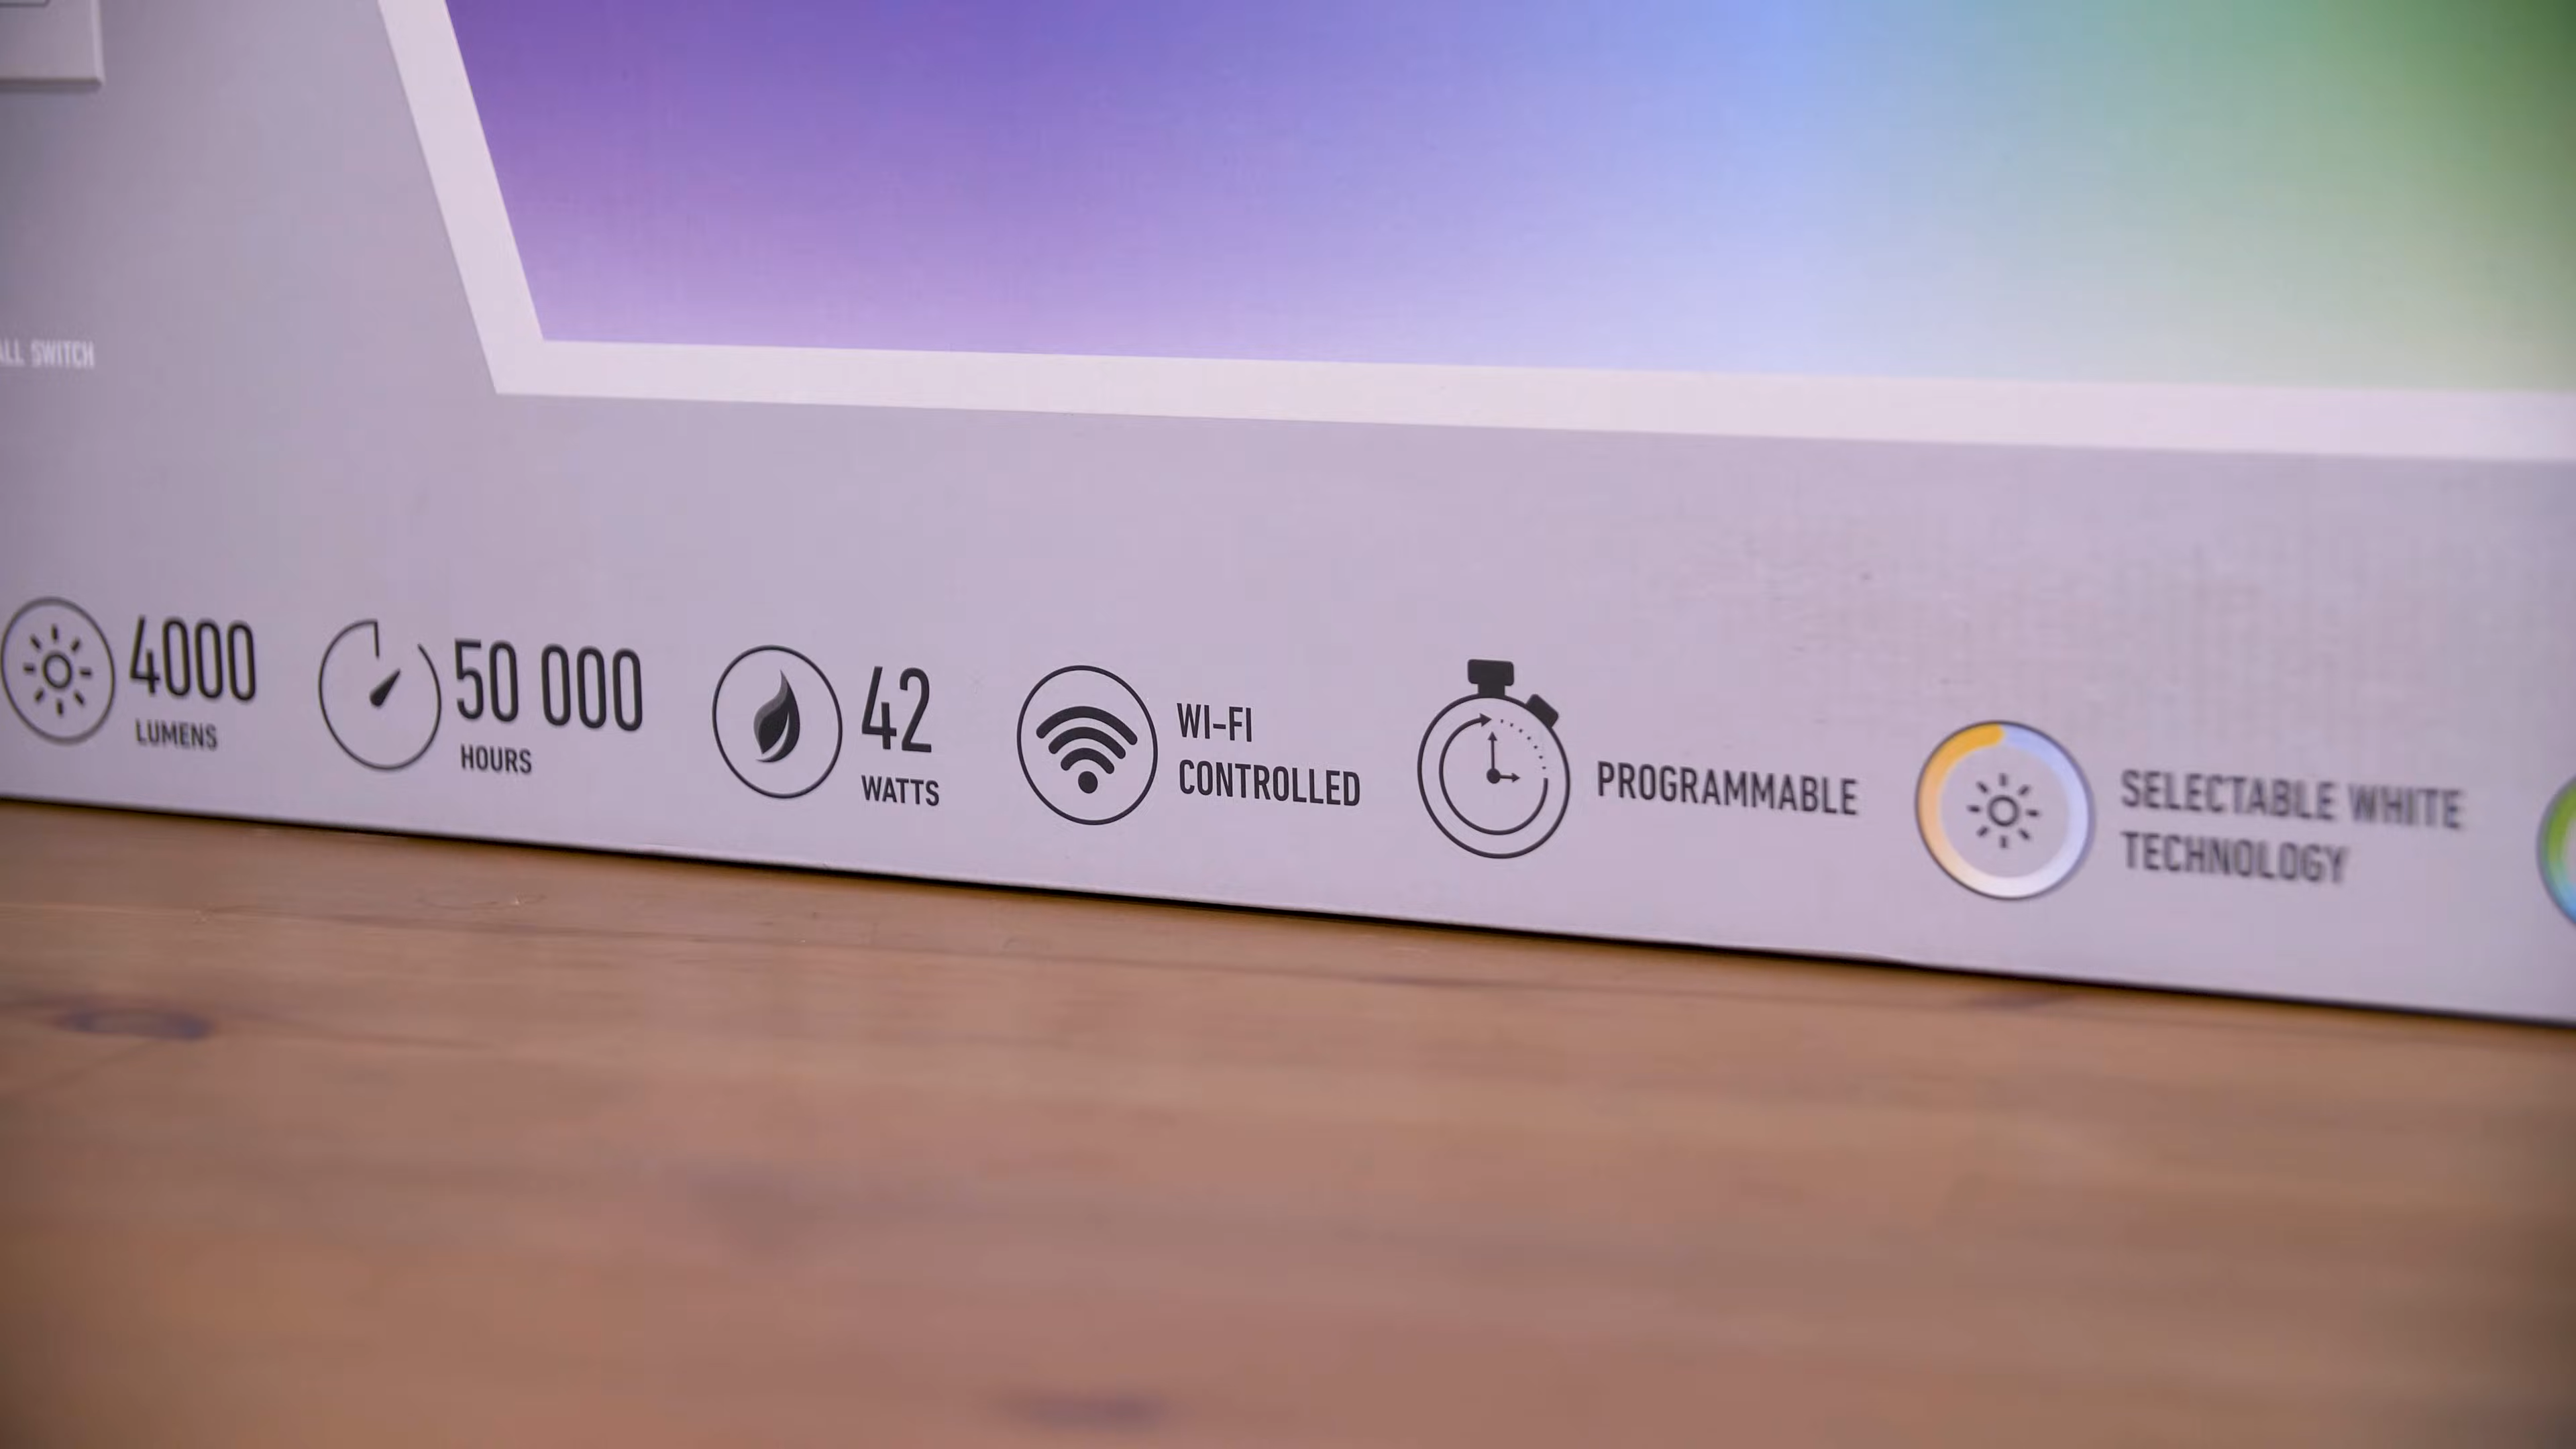 ALL SWITCH
4000
LUMENS
50 000
HOURS
42
WATTS
WI-FI
CONTROLLED
PROGRAMMABLE
SELECTABLE WHITE
TECHNOLOGY